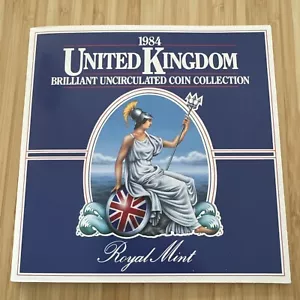 1984
UNITED KINGDOM
BRILLIANT UNCIRCULATED COIN COLLECTION
Royal Mint